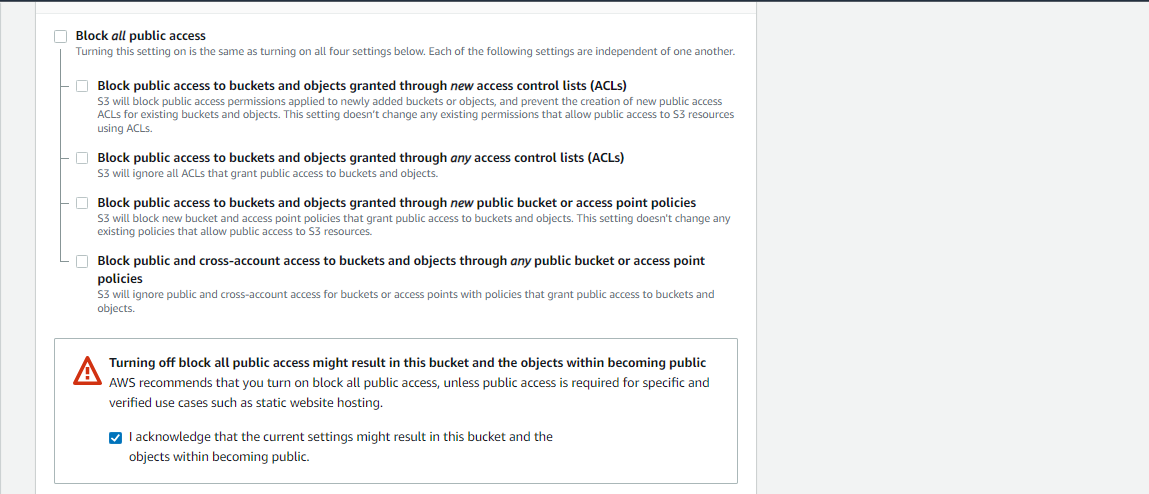 Block all public access
Turning this setting on is the same as turning on all four settings below. Each of the following settings are independent of one another.
Block public access to buckets and objects granted through new access control lists (ACLs)
S3 will block public access permissions applied to newly added buckets or objects, and prevent the creation of new public access
ACLs for existing buckets and objects. This setting doesn't change any existing permissions that allow public access to S3 resources
using ACLs.
Block public access to buckets and objects granted through any access control lists (ACLs)
S3 will ignore all ACLs that grant public access to buckets and objects.
Block public access to buckets and objects granted through new public bucket or access point policies
S3 will block new bucket and access point policies that grant public access to buckets and objects. This setting doesn't change any
existing policies that allow public access to S3 resources.
Block public and cross-account access to buckets and objects through any public bucket or access point
policies
S3 will ignore public and cross-account access for buckets or access points with policies that grant public access to buckets and
objects.
Turning off block all public access might result in this bucket and the objects within becoming public
AWS recommends that you turn on block all public access, unless public access is required for specific and
verified use cases such as static website hosting.
I acknowledge that the current settings might result in this bucket and the
objects within becoming public.